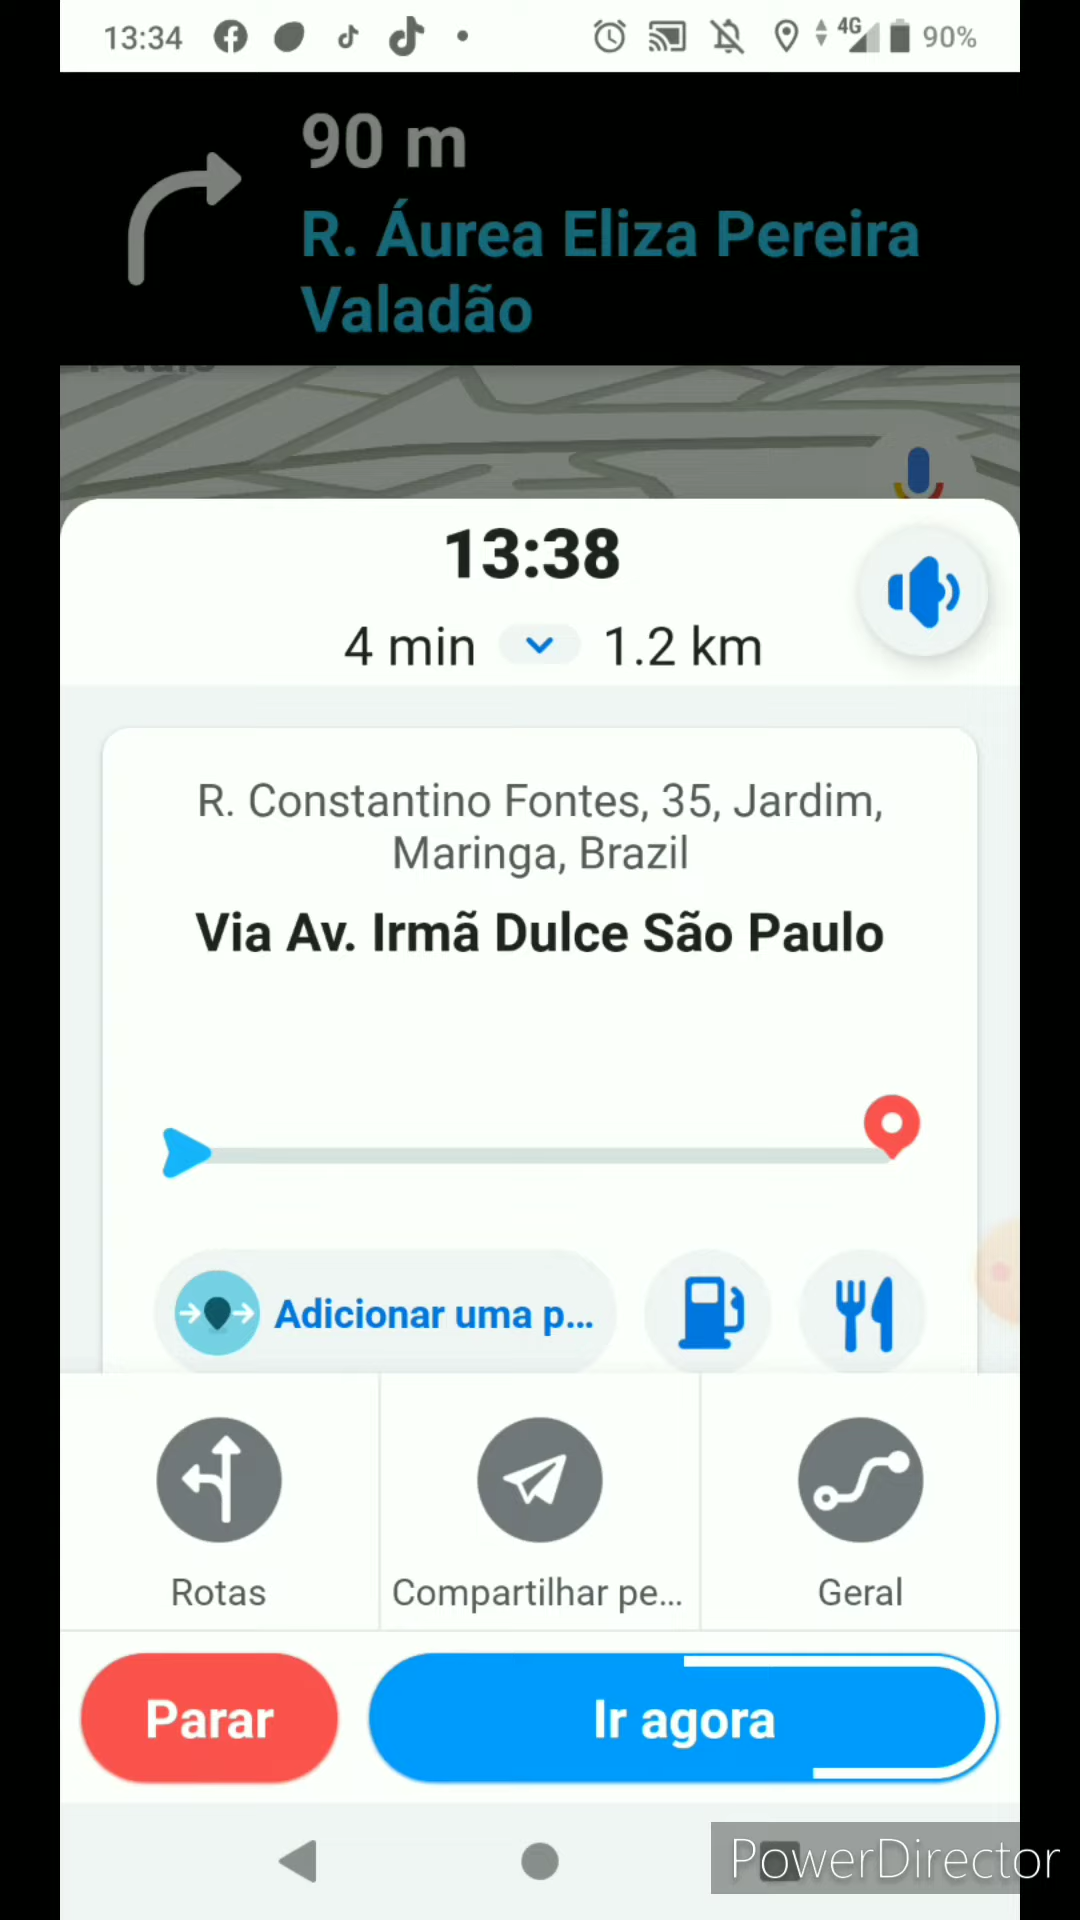 13:34
4G
90%
90 m
R. Áurea Eliza Pereira
Valadão
13:38
4 min
1.2 km
R. Constantino Fontes, 35, Jardim,
Maringa, Brazil
Via Av. Irmã Dulce São Paulo
Adicionar uma p...
Rotas
Compartilhar pe...
Geral
Parar
Ir agora
PowerDirector